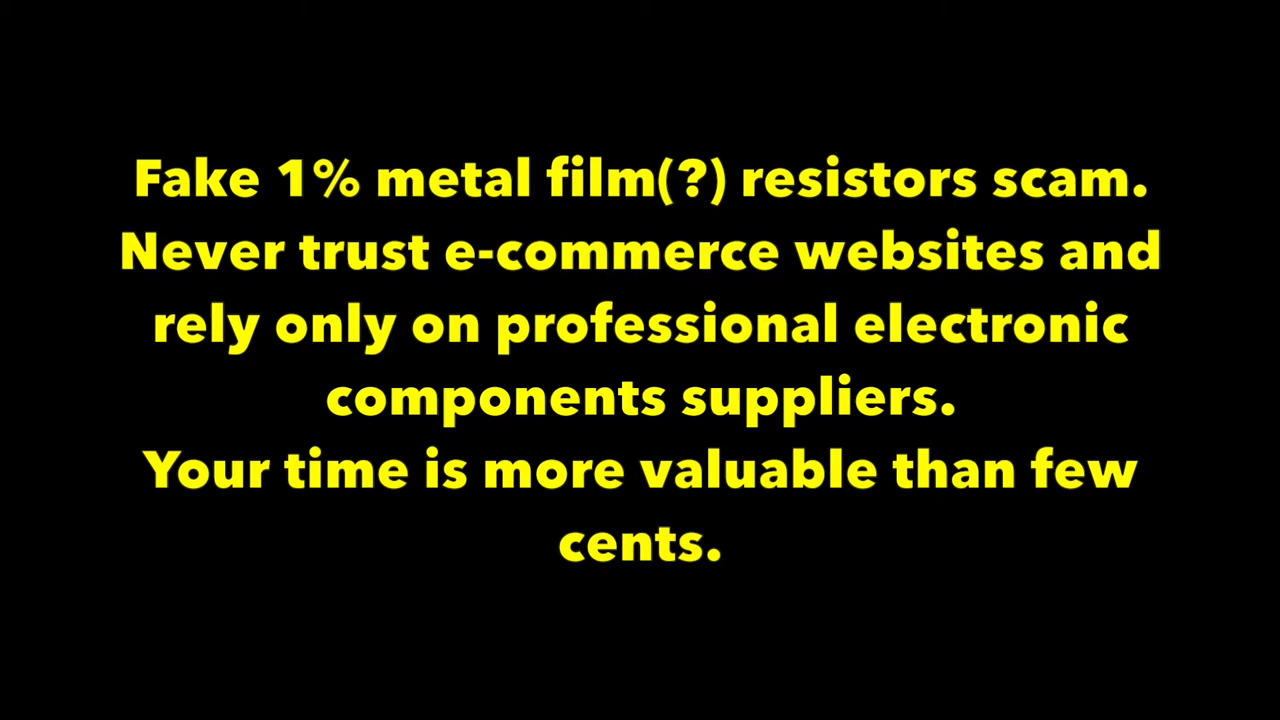 Fake 1% metal film(?) resistors scam.
Never trust e-commerce websites and
rely only on professional electronic
components suppliers.
Your time is more valuable than few
cents.